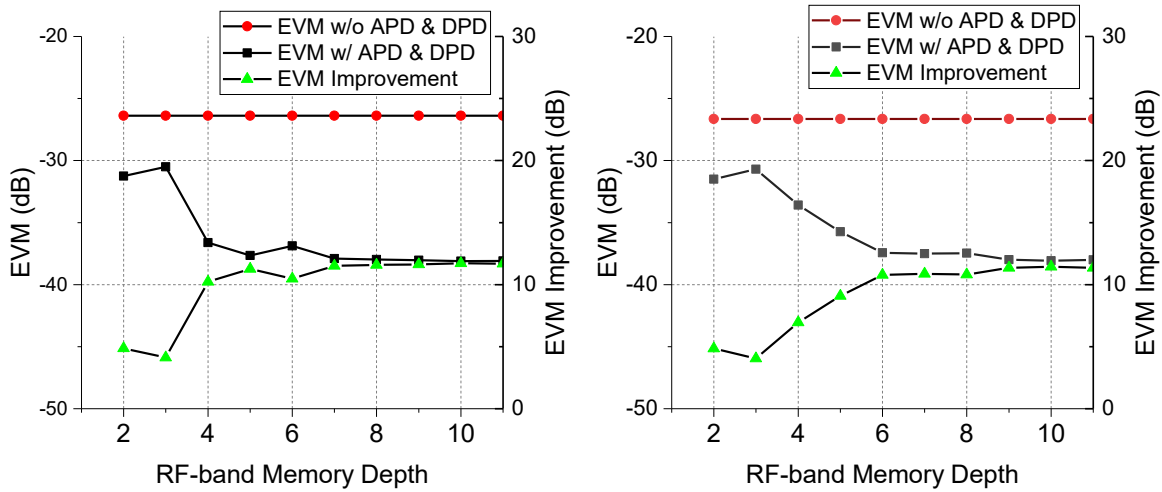 EVM w/o APD & DPD
EVM w/ APD & DPD
EVM Improvement
-20
-30
-40
-50
EVM (dB)
30
20
10
0
EVM Improvement (dB)
2 4 6 8 10
RF-band Memory Depth
EVM w/o APD & DPD
EVM w/ APD & DPD
EVM Improvement
-20
-30
-40
-50
EVM (dB)
30
20
10
0
EVM Improvement (dB)
2 4 6 8 10
RF-band Memory Depth